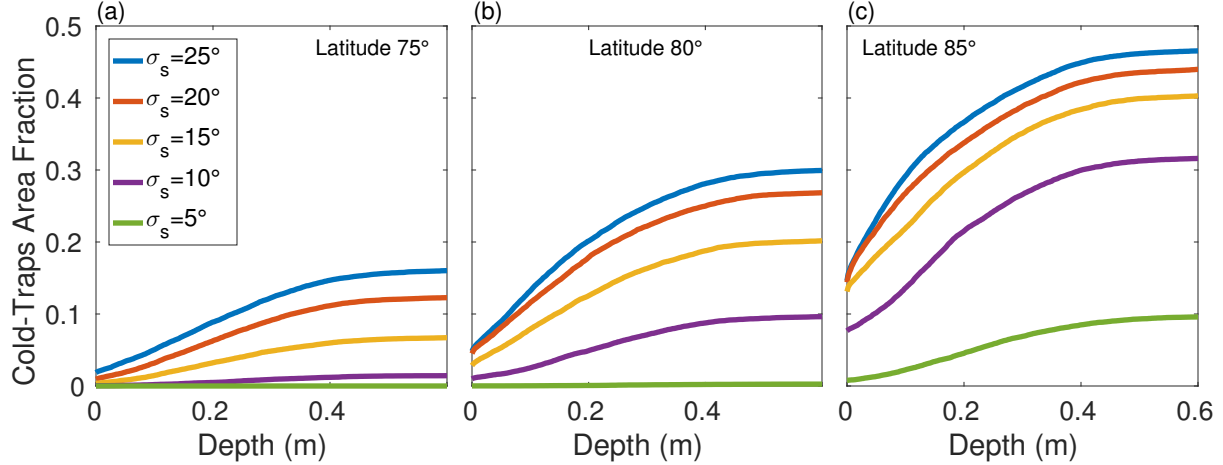 (a) (b) (c)
Latitude 75° Latitude 80° Latitude 85°
σs=25°
σs=20°
σs=15°
σs=10°
σs=5°
Cold-Traps Area Fraction
0.5
0.4
0.3
0.2
0.1
0
0 0.2 0.4 0 0.2 0.4 0 0.2 0.4 0.6
Depth (m) Depth (m) Depth (m)